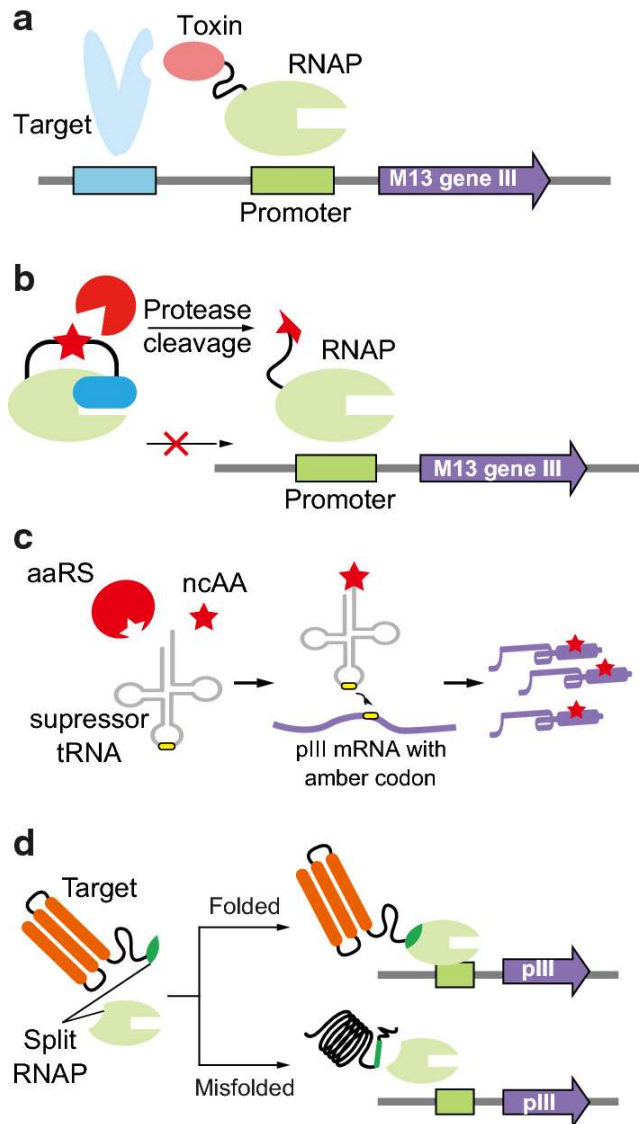 a
Toxin
RNAP
Target
M13 gene III
Promoter
b
Protease
cleavage
RNAP
M13 gene III
Promoter
c
aaRS
ncAA
supressor
tRNA
pIII mRNA with
amber codon
d
Target
Folded
pIII
Split
RNAP
Misfolded
pIII